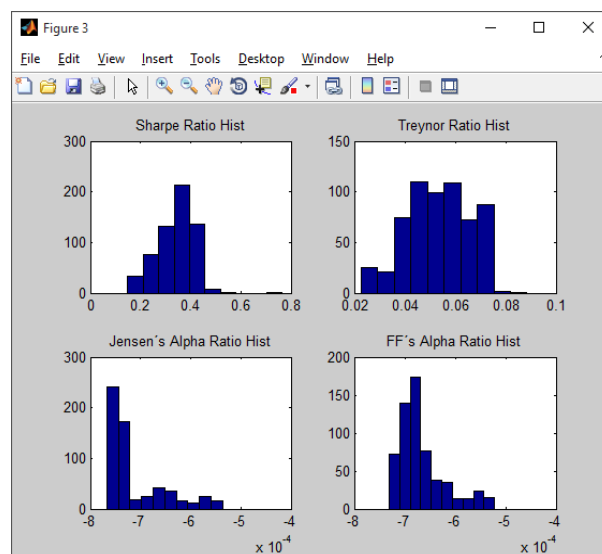 Figure 3
File Edit View Insert Tools Desktop Window Help
Sharpe Ratio Hist
300
200
100
0
0 0.2 0.4 0.6 0.8
Treynor Ratio Hist
150
100
50
0
0.02 0.04 0.06 0.08 0.1
Jensen´s Alpha Ratio Hist
300
200
100
0
-8 -7 -6 -5 -4
x 10^-4
FF´s Alpha Ratio Hist
200
150
100
50
0
-8 -7 -6 -5 -4
x 10^-4